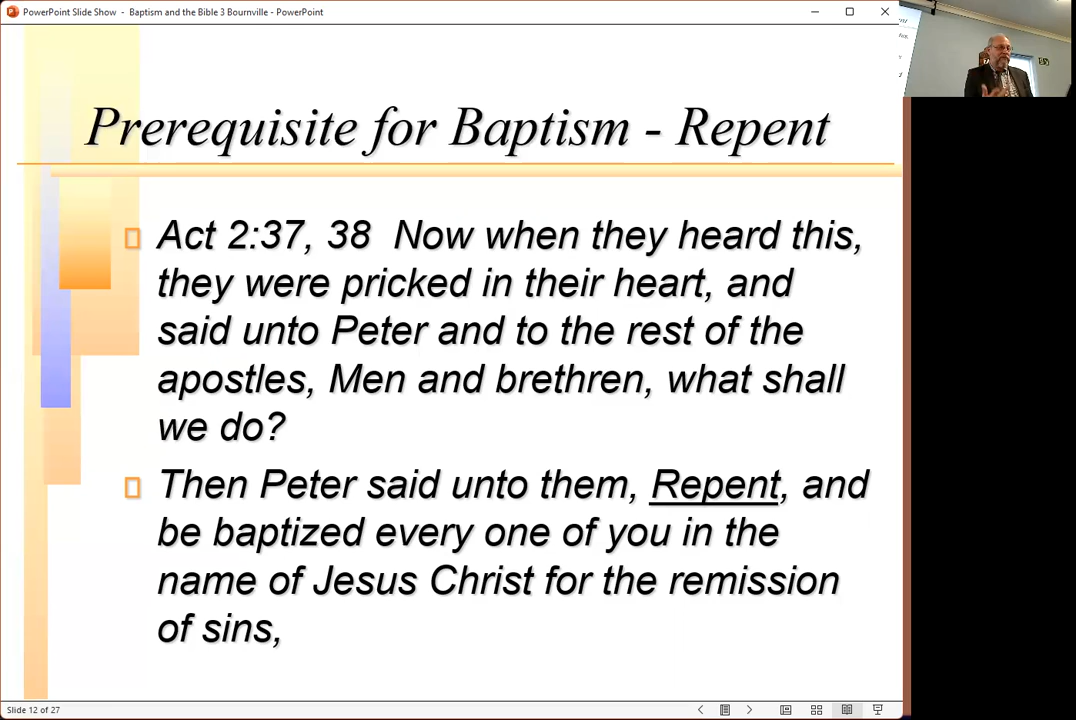 PowerPoint Slide Show - Baptism and the Bible 3 Bournville - PowerPoint
Prerequisite for Baptism - Repent
Act 2:37, 38 Now when they heard this,
they were pricked in their heart, and
said unto Peter and to the rest of the
apostles, Men and brethren, what shall
we do?
Then Peter said unto them, Repent, and
be baptized every one of you in the
name of Jesus Christ for the remission
of sins,
Slide 12 of 27